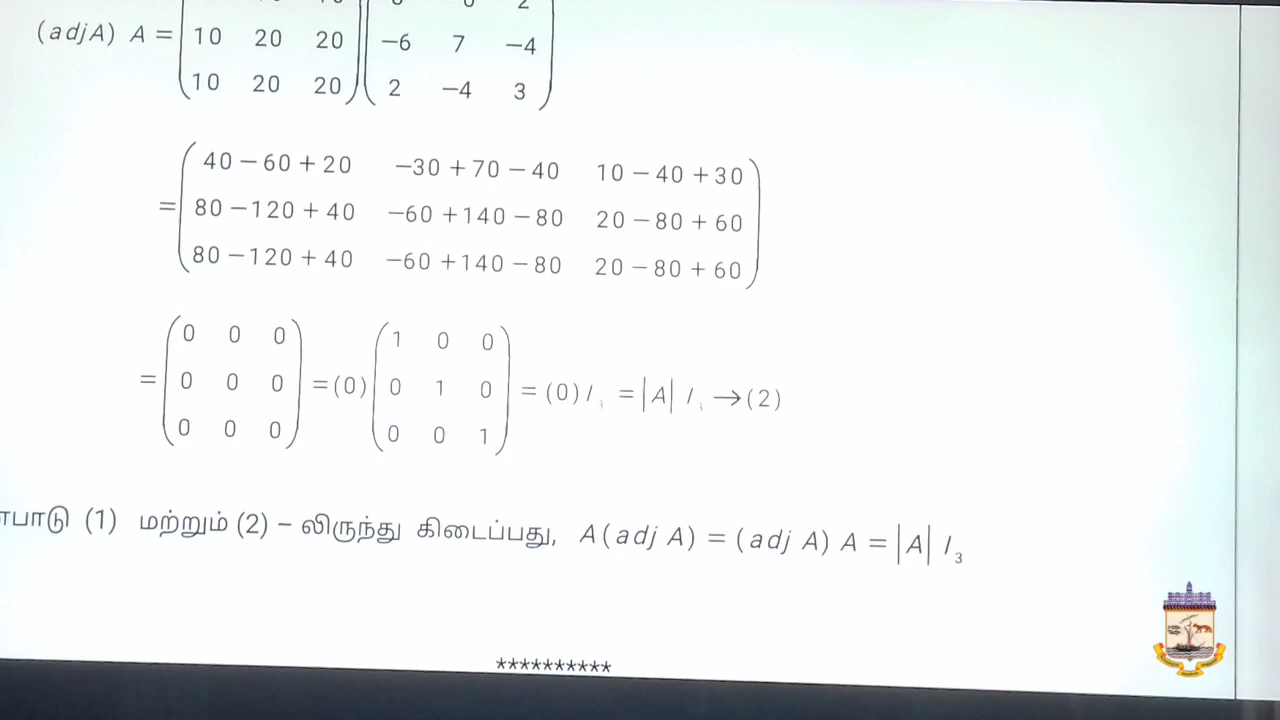 (adjA) A = 10 20 20 −6 7 −4
10 20 20 2 −4 3
40 − 60 + 20 −30 + 70 − 40 10 − 40 + 30
= 80 − 120 + 40 −60 + 140 − 80 20 − 80 + 60
80 − 120 + 40 −60 + 140 − 80 20 − 80 + 60
0 0 0 1 0 0
= 0 0 0 = (0) 0 1 0 = (0) I₃ = |A| I₃ → (2)
0 0 0 0 0 1
(1) மற்றும் (2) – லிருந்து கிடைப்பது, A(adj A) = (adj A) A = |A| I₃
**********